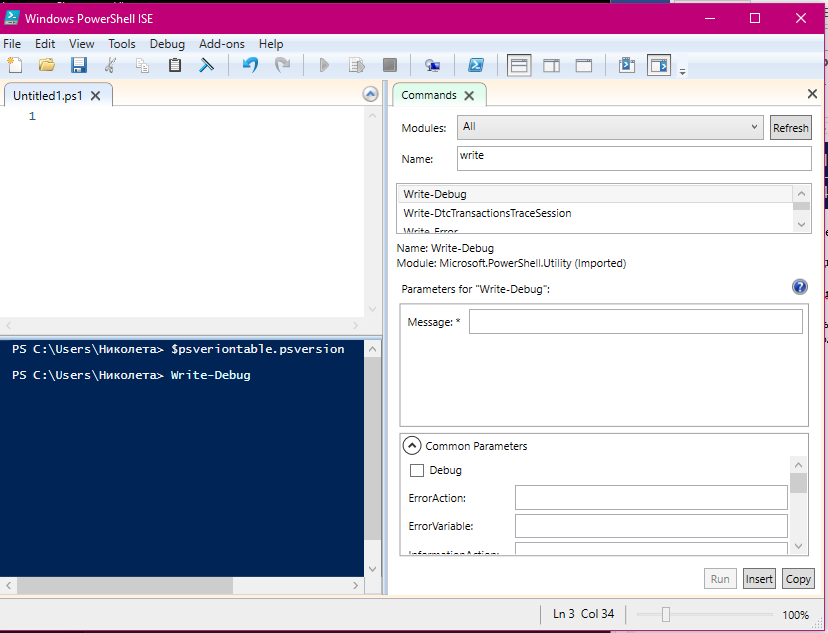 Windows PowerShell ISE
File Edit View Tools Debug Add-ons Help
Untitled1.ps1
1
PS C:\Users\Николета> $psveriontable.psversion
PS C:\Users\Николета> Write-Debug
Commands
Modules: All Refresh
Name: write
Write-Debug
Write-DtcTransactionsTraceSession
Write-Error
Name: Write-Debug
Module: Microsoft.PowerShell.Utility (Imported)
Parameters for "Write-Debug":
Message: *
Common Parameters
Debug
ErrorAction:
ErrorVariable:
InformationAction:
Run Insert Copy
Ln 3 Col 34 100%